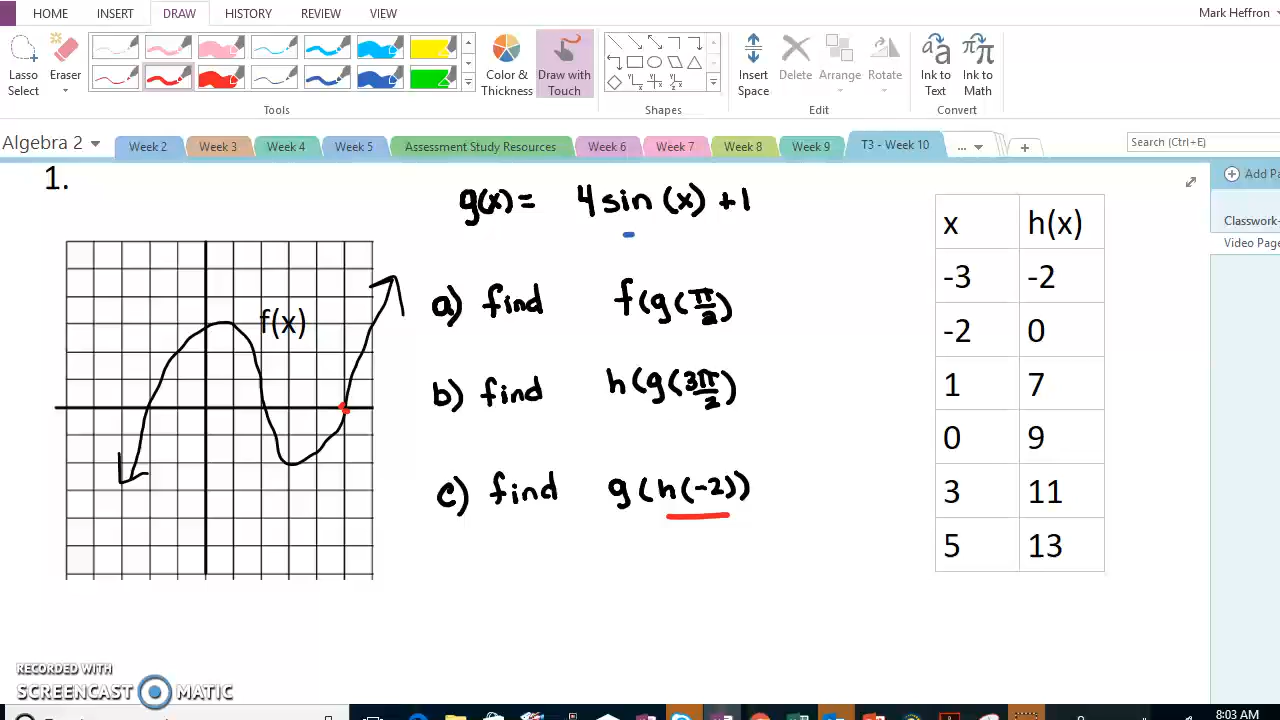 HOME INSERT DRAW HISTORY REVIEW VIEW Mark Heffron
Lasso Select
Eraser
Color & Thickness
Draw with Touch
Insert Space
Delete
Arrange
Rotate
Ink to Text
Ink to Math
Tools Shapes Edit Convert
Algebra 2 Week 2 Week 3 Week 4 Week 5 Assessment Study Resources Week 6 Week 7 Week 8 Week 9 T3 - Week 10 ... Search (Ctrl+E)
Add Pa
Classwork-
Video Page
1.
g(x) = 4 sin (x) + 1
f(x)
a) find f(g(π/2)
b) find h(g(3π/2)
c) find g(h(-2))
x h(x)
-3 -2
-2 0
1 7
0 9
3 11
5 13
RECORDED WITH
SCREENCAST MATIC
8:03 AM